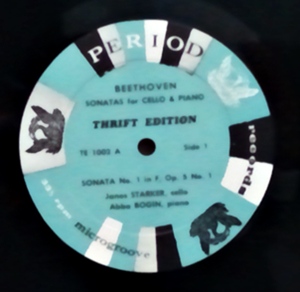 PERIOD
BEETHOVEN
SONATAS for CELLO & PIANO
THRIFT EDITION
TE 1002 A
Side 1
SONATA No. 1 in F, Op. 5 No. 1
Janos STARKER, cello
Abba BOGIN, piano
records
33⅓ rpm
microgroove